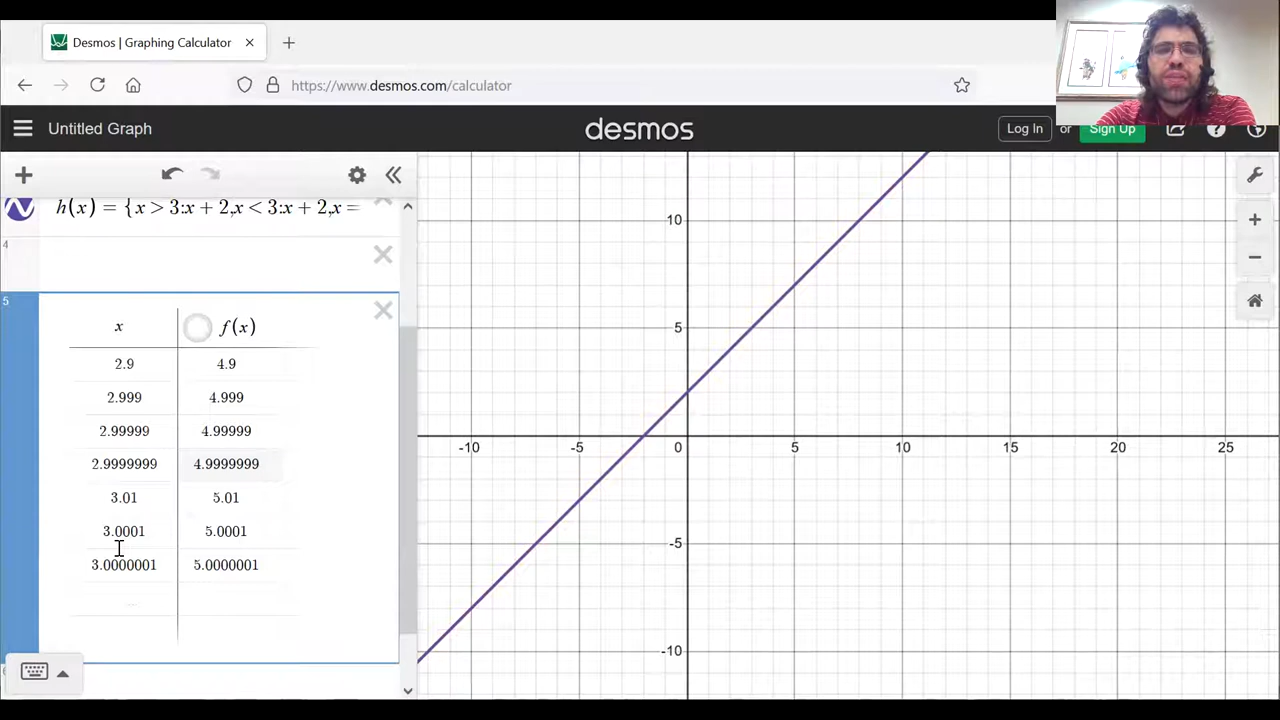 Desmos | Graphing Calculator
https://www.desmos.com/calculator
Untitled Graph
desmos
Log In or Sign Up
h(x) = {x > 3:x + 2,x < 3:x + 2,x =
4
5
x f(x)
2.9 4.9
2.999 4.999
2.99999 4.99999
2.9999999 4.9999999
3.01 5.01
3.0001 5.0001
3.0000001 5.0000001
10
5
-10 -5 0 5 10 15 20 25
-5
-10